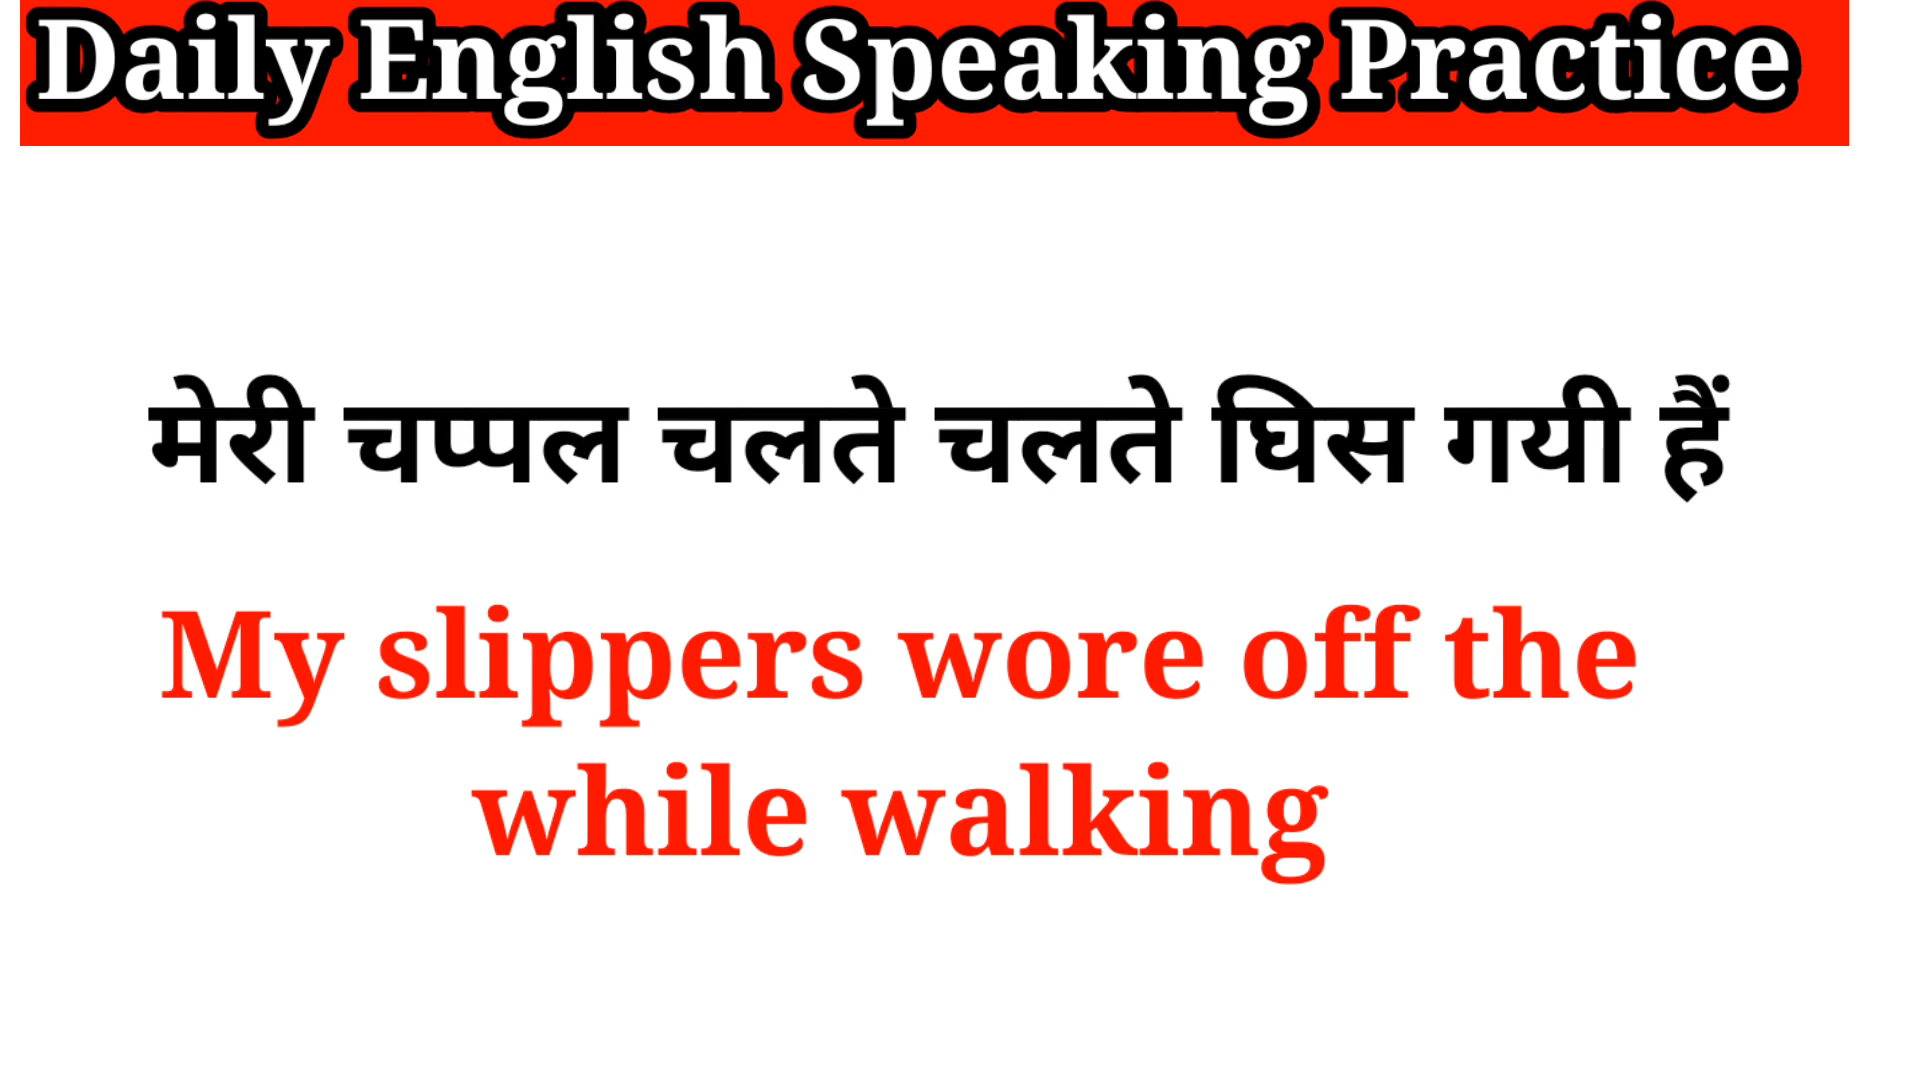 Daily English Speaking Practice
मेरी चप्पल चलते चलते घिस गयी हैं
My slippers wore off the
while walking